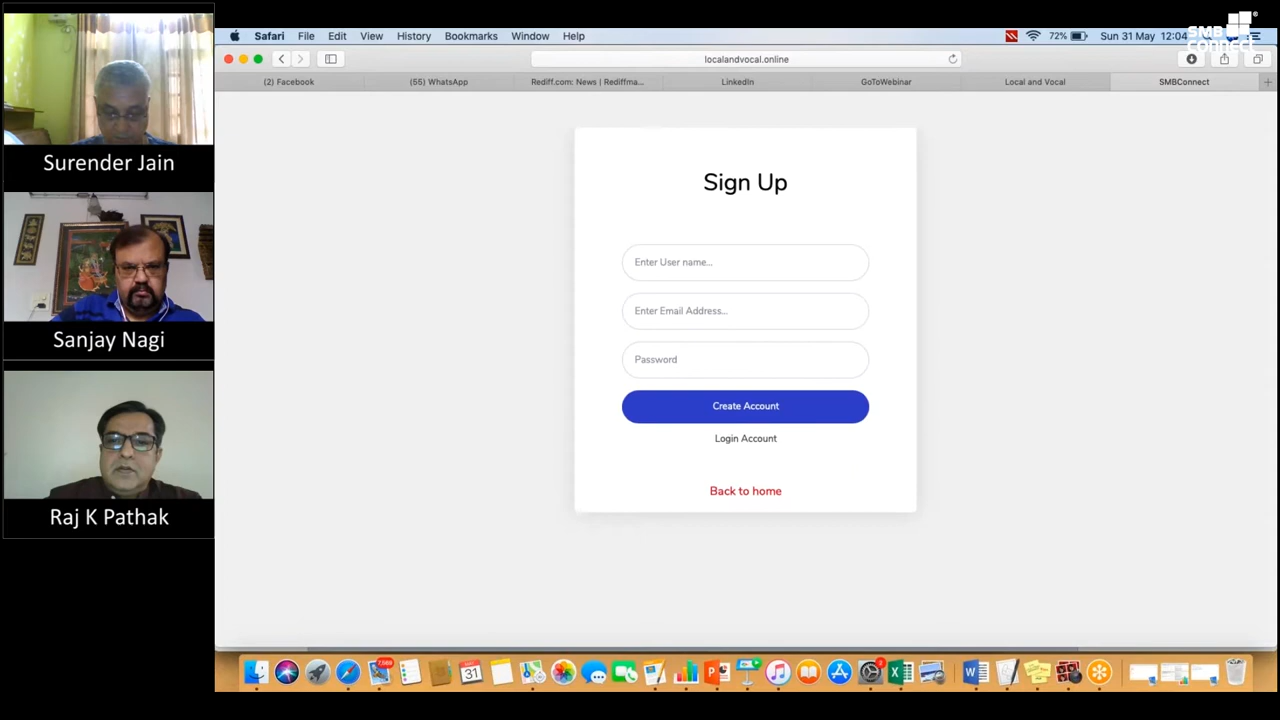 Surender Jain
Sanjay Nagi
Raj K Pathak
Safari File Edit View History Bookmarks Window Help
72% Sun 31 May 12:04
SMB
connect
localandvocal.online
(2) Facebook
(55) WhatsApp
Rediff.com: News | Rediffma...
LinkedIn
GoToWebinar
Local and Vocal
SMBConnect
Sign Up
Enter User name...
Enter Email Address...
Password
Create Account
Login Account
Back to home
31